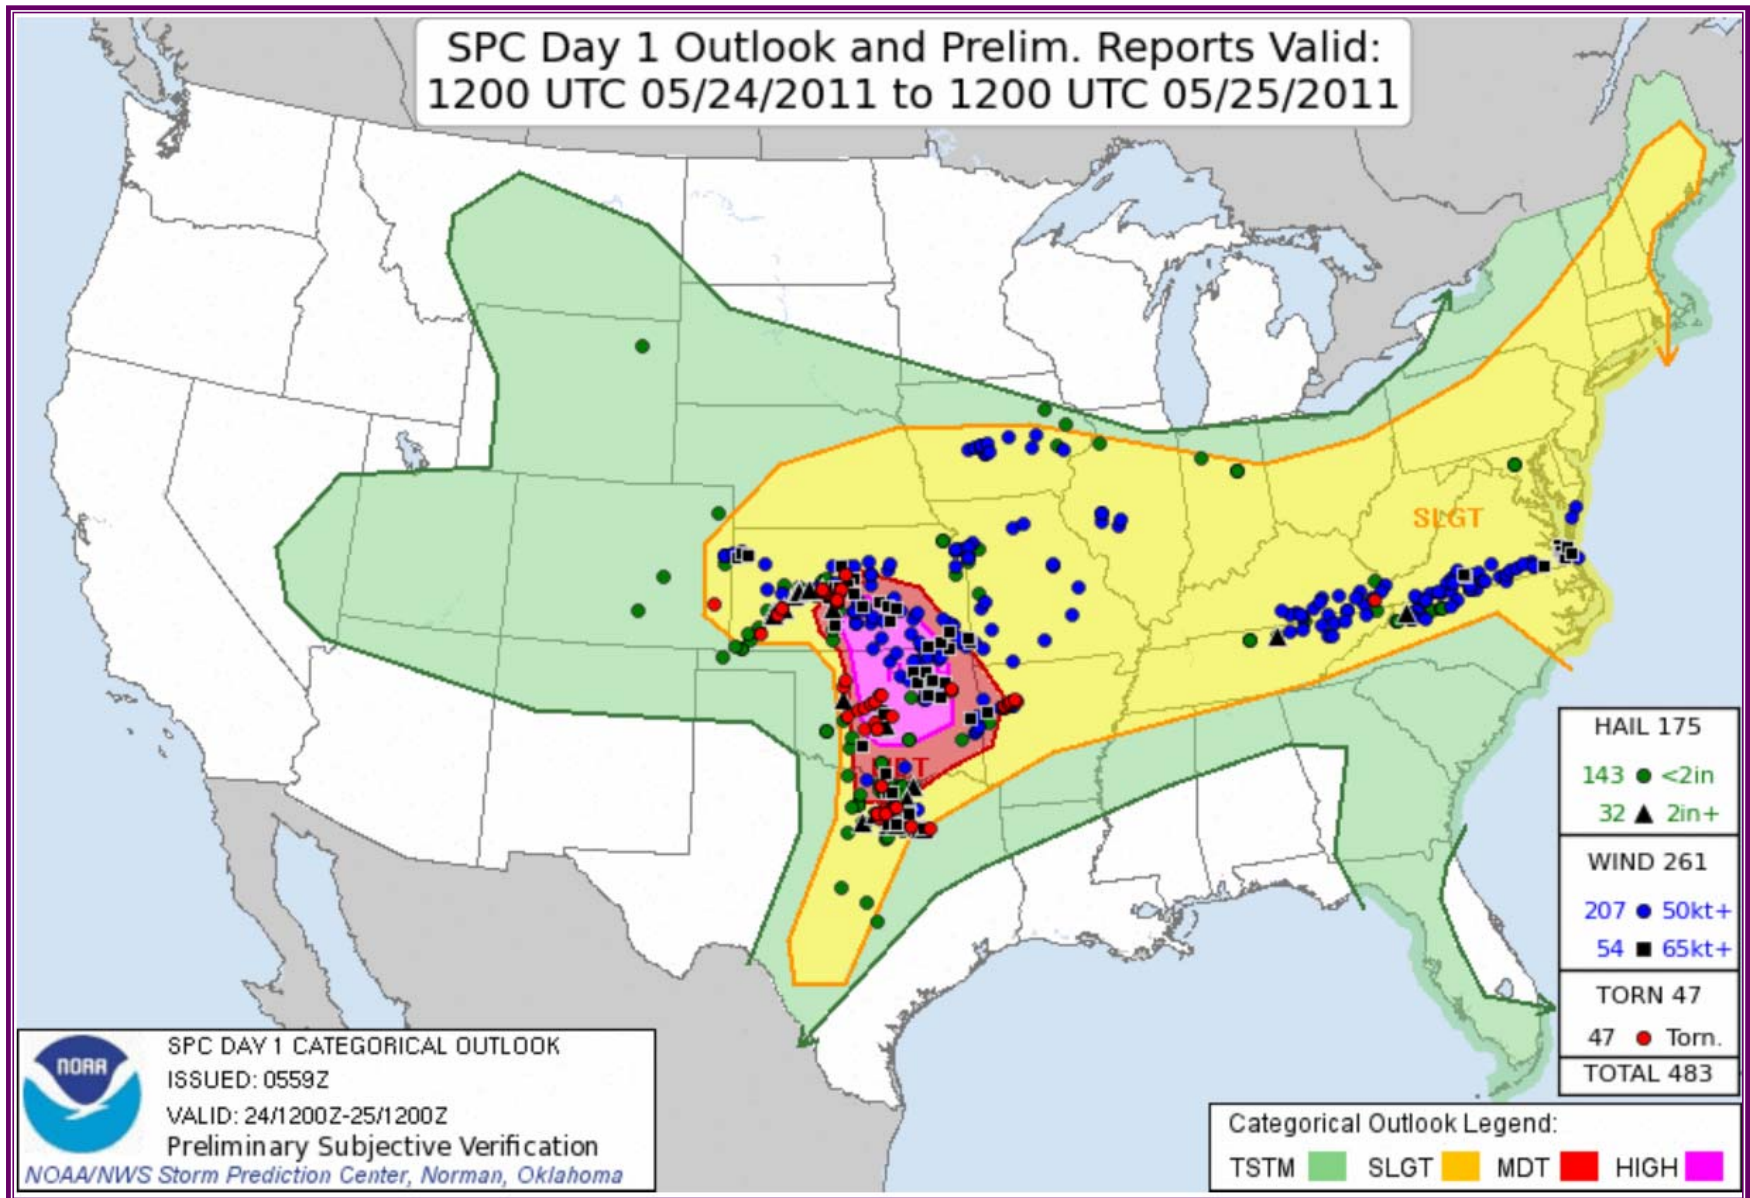 SPC Day 1 Outlook and Prelim. Reports Valid:
1200 UTC 05/24/2011 to 1200 UTC 05/25/2011
SLGT
HAIL 175
143 <2in
32 2in+
WIND 261
207 50kt+
54 65kt+
TORN 47
47 Torn.
TOTAL 483
NOAA
SPC DAY 1 CATEGORICAL OUTLOOK
ISSUED: 0559Z
VALID: 24/1200Z-25/1200Z
Preliminary Subjective Verification
NOAA/NWS Storm Prediction Center, Norman, Oklahoma
Categorical Outlook Legend:
TSTM SLGT MDT HIGH